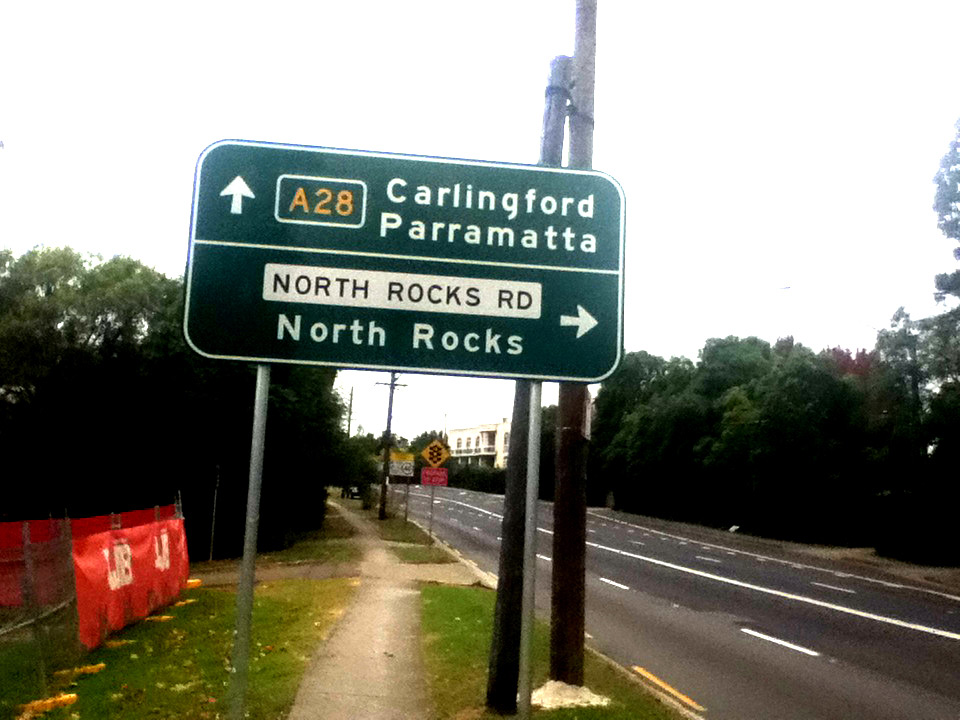 A28 Carlingford
Parramatta
NORTH ROCKS RD
North Rocks